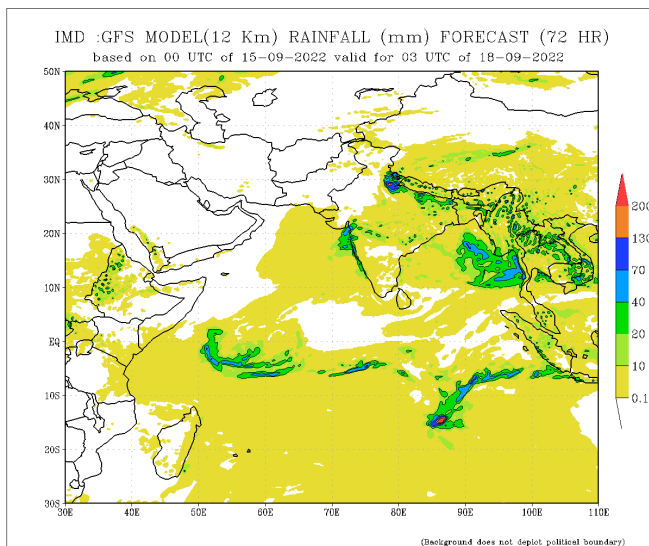 IMD :GFS MODEL(12 Km) RAINFALL (mm) FORECAST (72 HR)
based on 00 UTC of 15-09-2022 valid for 03 UTC of 18-09-2022
50N
40N
30N
20N
10N
EQ
10S
20S
30S
30E 40E 50E 60E 70E 80E 90E 100E 110E
200
130
70
40
20
10
0.1
(Background does not depict political boundary)